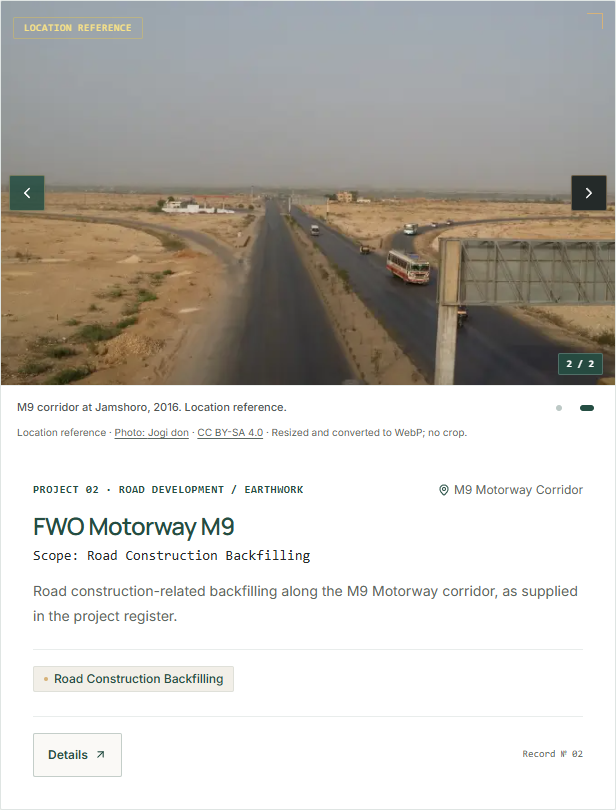 LOCATION REFERENCE
2 / 2
M9 corridor at Jamshoro, 2016. Location reference.
Location reference · Photo: Jogi don · CC BY-SA 4.0 · Resized and converted to WebP; no crop.
PROJECT 02 · ROAD DEVELOPMENT / EARTHWORK
M9 Motorway Corridor
FWO Motorway M9
Scope: Road Construction Backfilling
Road construction-related backfilling along the M9 Motorway corridor, as supplied
in the project register.
Road Construction Backfilling
Details
Record № 02